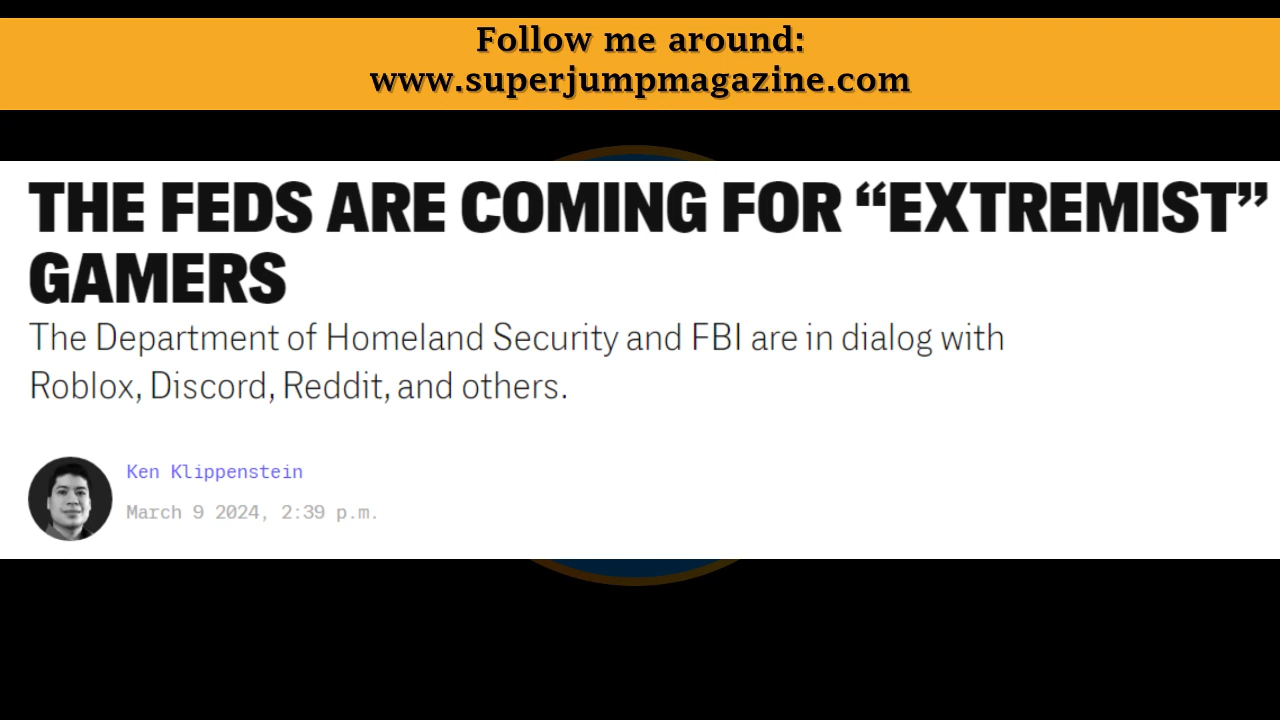 Follow me around:
www.superjumpmagazine.com
THE FEDS ARE COMING FOR “EXTREMIST”
GAMERS
The Department of Homeland Security and FBI are in dialog with
Roblox, Discord, Reddit, and others.
Ken Klippenstein
March 9 2024, 2:39 p.m.